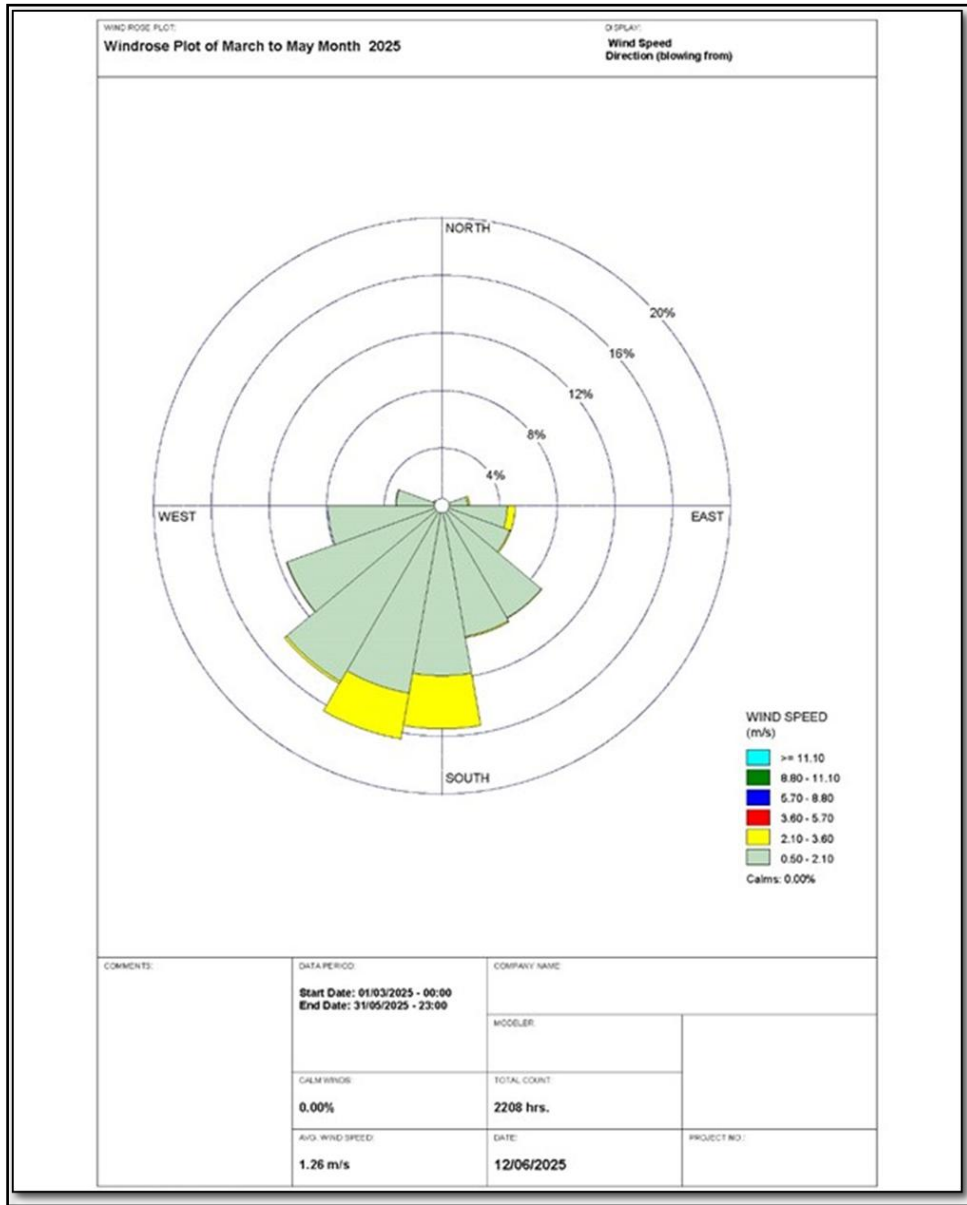 WIND ROSE PLOT:
Windrose Plot of March to May Month 2025
DISPLAY:
Wind Speed
Direction (blowing from)
NORTH
20%
16%
12%
8%
4%
WEST
EAST
SOUTH
WIND SPEED
(m/s)
>= 11.10
8.80 - 11.10
5.70 - 8.80
3.60 - 5.70
2.10 - 3.60
0.50 - 2.10
Calms: 0.00%
COMMENTS:
DATA PERIOD:
Start Date: 01/03/2025 - 00:00
End Date: 31/05/2025 - 23:00
COMPANY NAME:
MODELER:
CALM WINDS:
0.00%
TOTAL COUNT:
2208 hrs.
AVG. WIND SPEED:
1.26 m/s
DATE:
12/06/2025
PROJECT NO.: